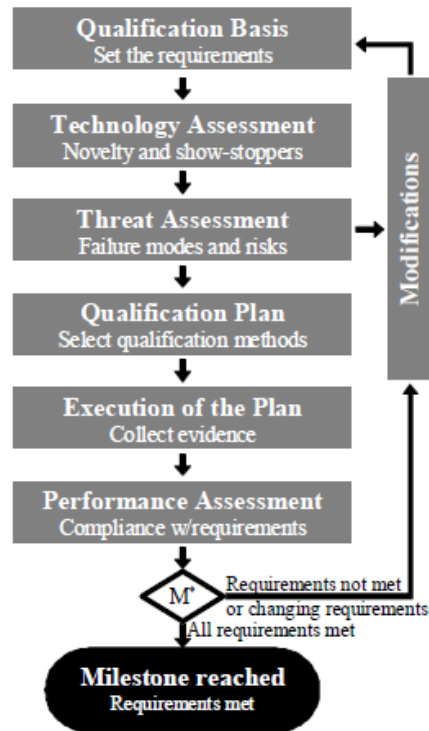 Qualification Basis
Set the requirements
Technology Assessment
Novelty and show-stoppers
Threat Assessment
Failure modes and risks
Modifications
Qualification Plan
Select qualification methods
Execution of the Plan
Collect evidence
Performance Assessment
Compliance w/requirements
M*
Requirements not met
or changing requirements
All requirements met
Milestone reached
Requirements met